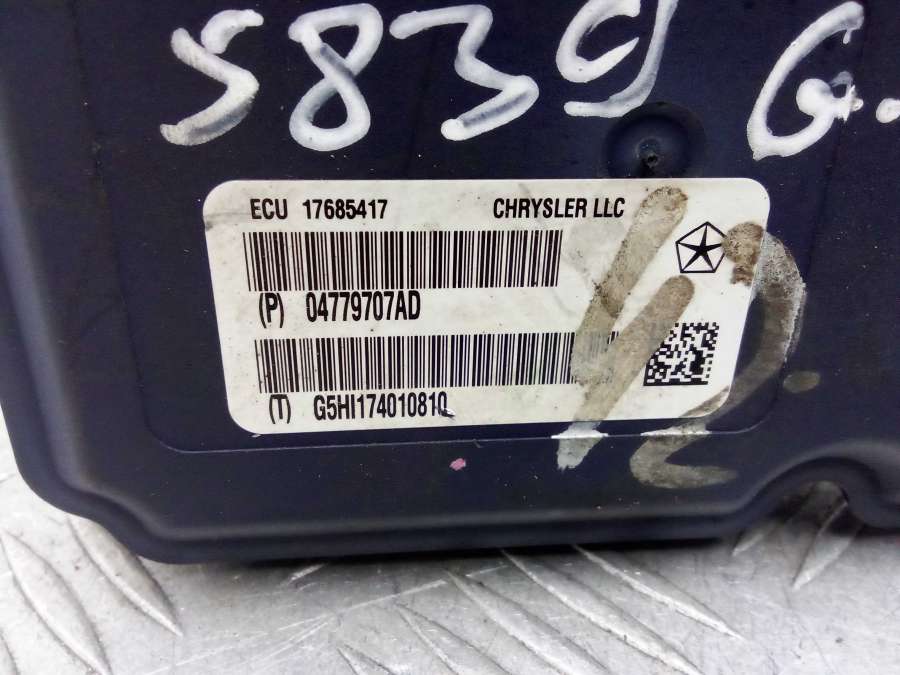 5839 G.
ECU 17685417 CHRYSLER LLC
(P) 04779707AD
(T) G5HI174010810